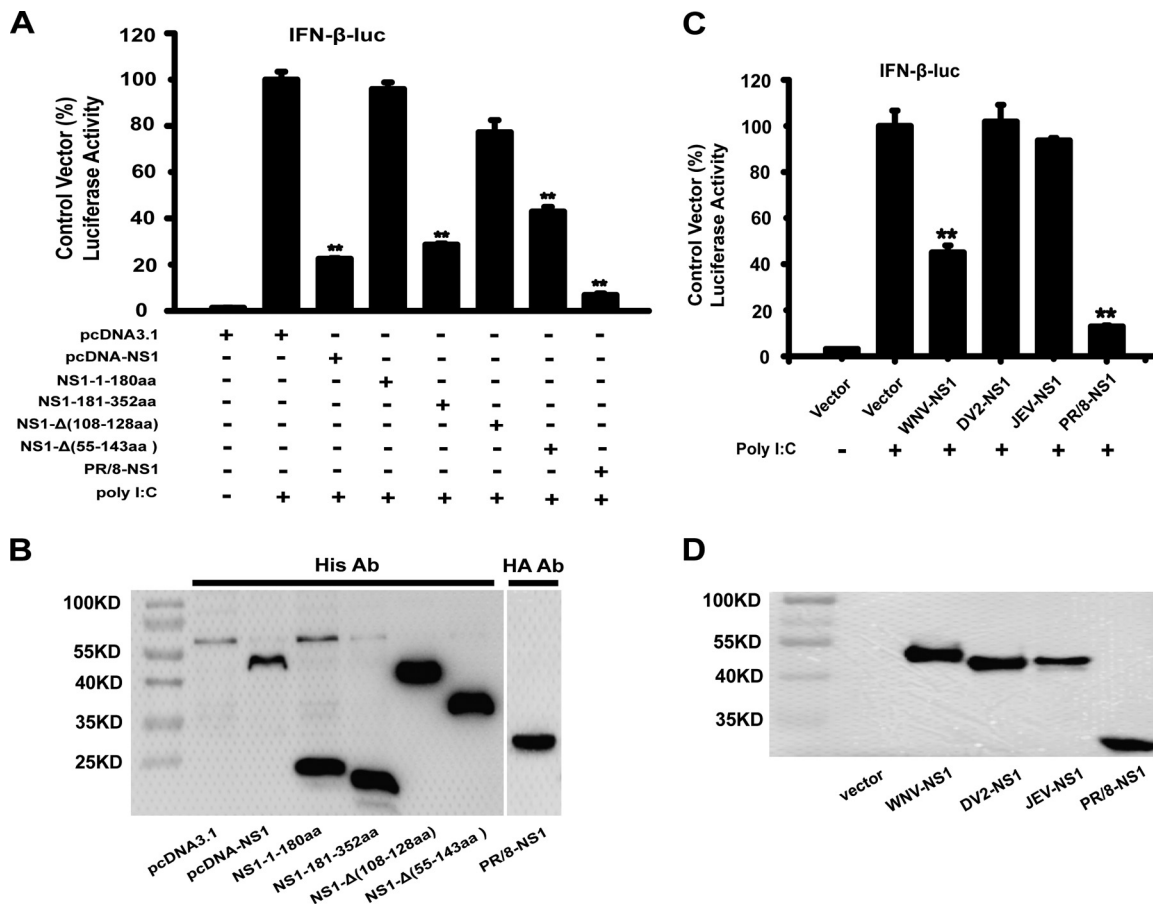 A
IFN-β-luc
Control Vector (%)
Luciferase Activity
120
100
80
60
40
20
0
** ** ** **
pcDNA3.1 + + - - - - - -
pcDNA-NS1 - - + - - - - -
NS1-1-180aa - - - + - - - -
NS1-181-352aa - - - - + - - -
NS1-Δ(108-128aa) - - - - - + - -
NS1-Δ(55-143aa ) - - - - - - + -
PR/8-NS1 - - - - - - - +
poly I:C - + + + + + + +
B
His Ab
HA Ab
100KD
55KD
40KD
35KD
25KD
pcDNA3.1
pcDNA-NS1
NS1-1-180aa
NS1-181-352aa
NS1-Δ(108-128aa)
NS1-Δ(55-143aa )
PR/8-NS1
C
IFN-β-luc
Control Vector (%)
Luciferase Activity
120
100
80
60
40
20
0
** **
Vector
Vector
WNV-NS1
DV2-NS1
JEV-NS1
PR/8-NS1
Poly I:C - + + + + +
D
100KD
55KD
40KD
35KD
vector
WNV-NS1
DV2-NS1
JEV-NS1
PR/8-NS1